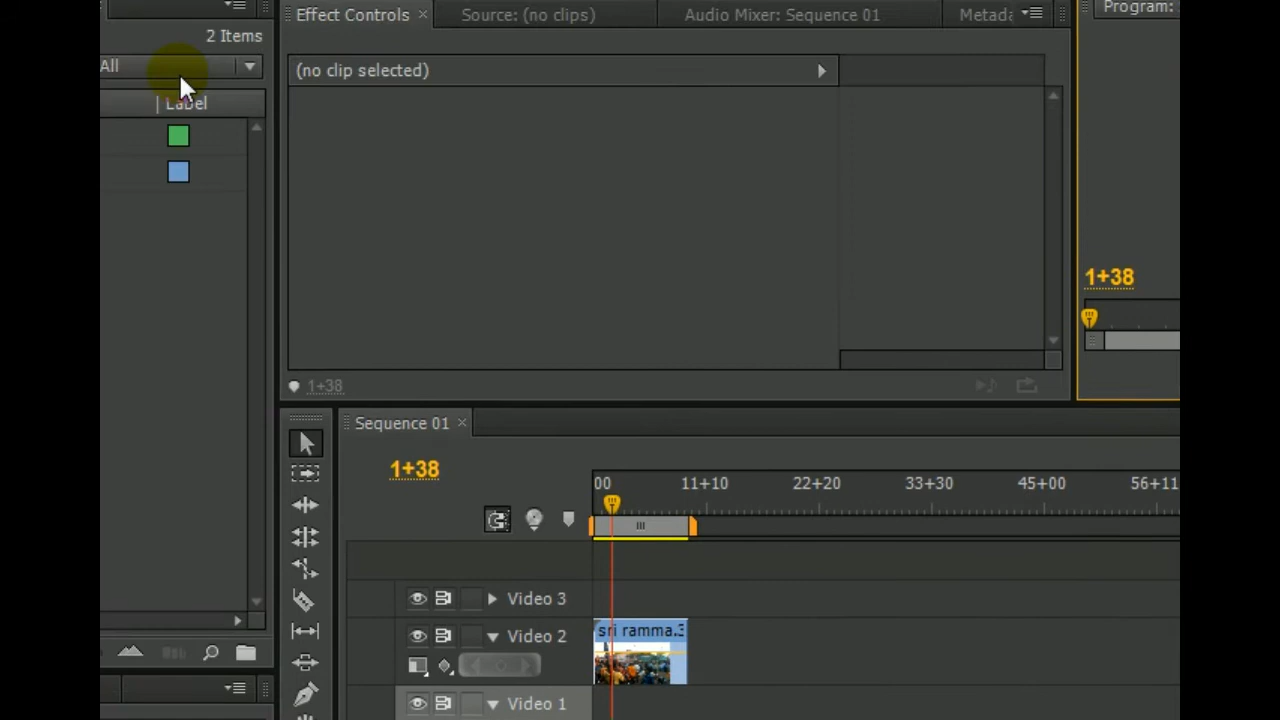 Effect Controls × Source: (no clips) Audio Mixer: Sequence 01 Metada Program:
2 Items
All
(no clip selected)
Label
1+38
1+38
Sequence 01 ×
1+38
00 11+10 22+20 33+30 45+00 56+11
Video 3
sri ramma.3
Video 2
Video 1